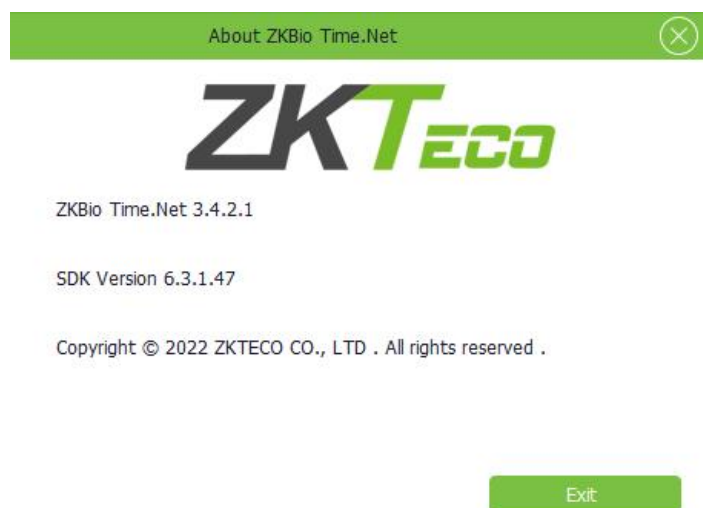 About ZKBio Time.Net
ZKTECO
ZKBio Time.Net 3.4.2.1
SDK Version 6.3.1.47
Copyright © 2022 ZKTECO CO., LTD . All rights reserved .
Exit